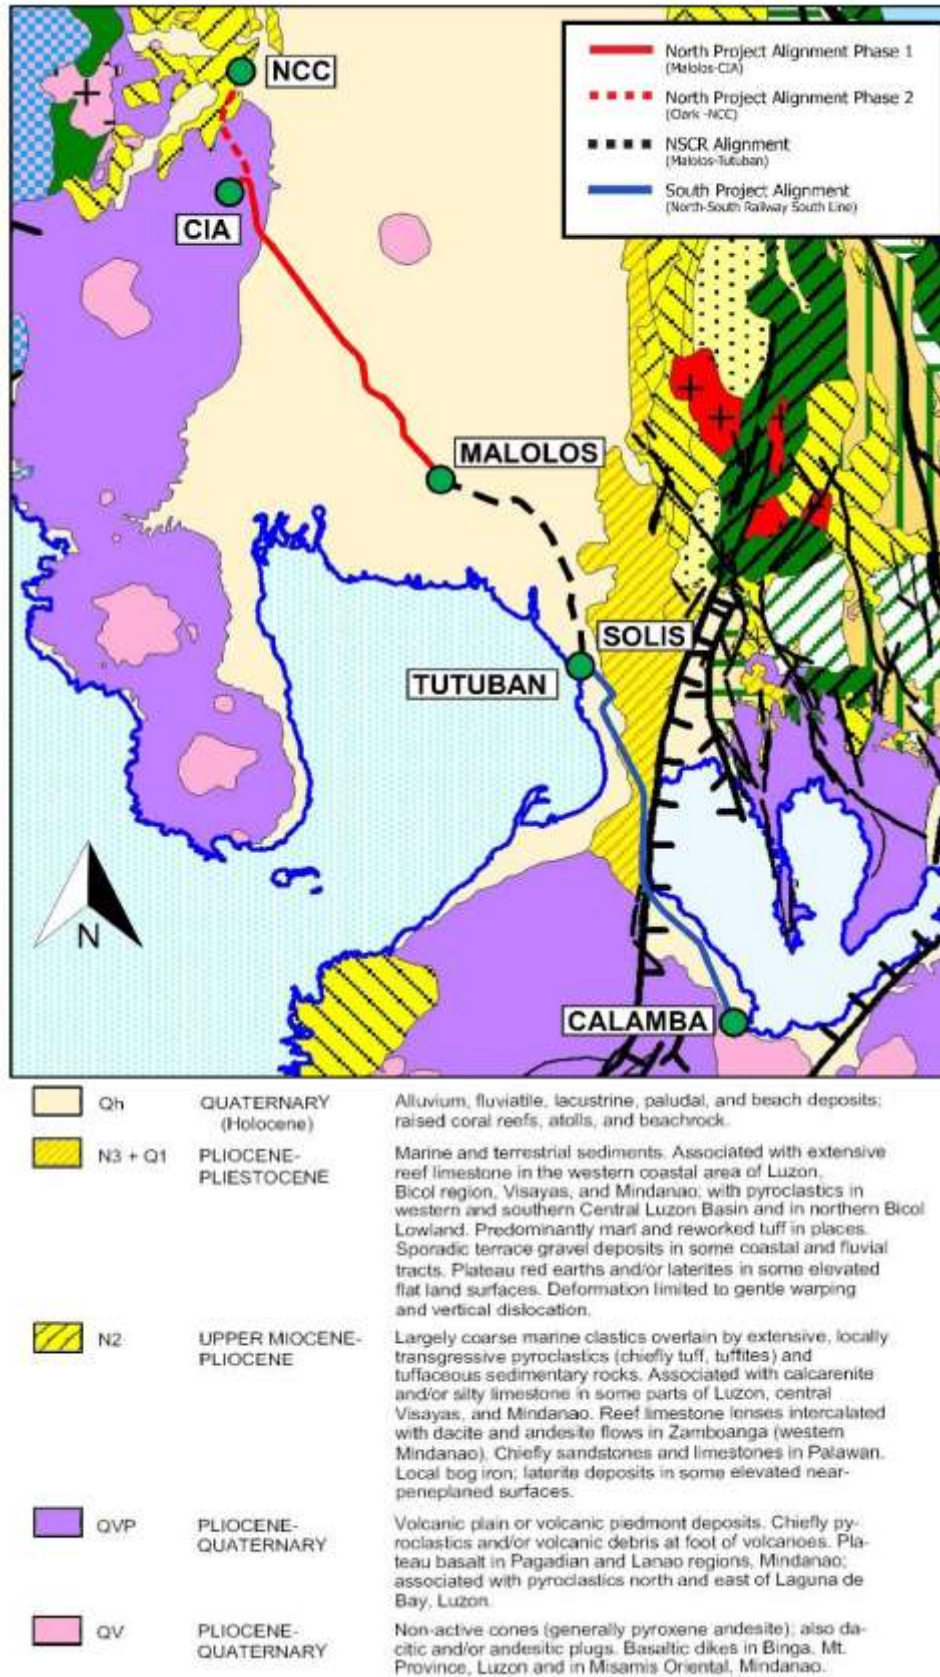 NCC
North Project Alignment Phase 1
(Malolos-CIA)
North Project Alignment Phase 2
(Clark -NCC)
NSCR Alignment
(Malolos-Tutuban)
South Project Alignment
(North-South Railway South Line)
CIA
MALOLOS
SOLIS
TUTUBAN
N
CALAMBA
Qh QUATERNARY
(Holocene)
Alluvium, fluviatile, lacustrine, paludal, and beach deposits;
raised coral reefs, atolls, and beachrock.
N3 + Q1 PLIOCENE-
PLIESTOCENE
Marine and terrestrial sediments. Associated with extensive
reef limestone in the western coastal area of Luzon,
Bicol region, Visayas, and Mindanao; with pyroclastics in
western and southern Central Luzon Basin and in northern Bicol
Lowland. Predominantly marl and reworked tuff in places.
Sporadic terrace gravel deposits in some coastal and fluvial
tracts. Plateau red earths and/or laterites in some elevated
flat land surfaces. Deformation limited to gentle warping
and vertical dislocation.
N2 UPPER MIOCENE-
PLIOCENE
Largely coarse marine clastics overlain by extensive, locally
transgressive pyroclastics (chiefly tuff, tuffites) and
tuffaceous sedimentary rocks. Associated with calcarenite
and/or silty limestone in some parts of Luzon, central
Visayas, and Mindanao. Reef limestone lenses intercalated
with dacite and andesite flows in Zamboanga (western
Mindanao). Chiefly sandstones and limestones in Palawan.
Local bog iron; laterite deposits in some elevated near-
peneplaned surfaces.
QVP PLIOCENE-
QUATERNARY
Volcanic plain or volcanic piedmont deposits. Chiefly py-
roclastics and/or volcanic debris at foot of volcanoes. Pla-
teau basalt in Pagadian and Lanao regions, Mindanao;
associated with pyroclastics north and east of Laguna de
Bay, Luzon.
QV PLIOCENE-
QUATERNARY
Non-active cones (generally pyroxene andesite); also da-
citic and/or andesitic plugs. Basaltic dikes in Binga, Mt.
Province, Luzon and in Misamis Oriental, Mindanao.